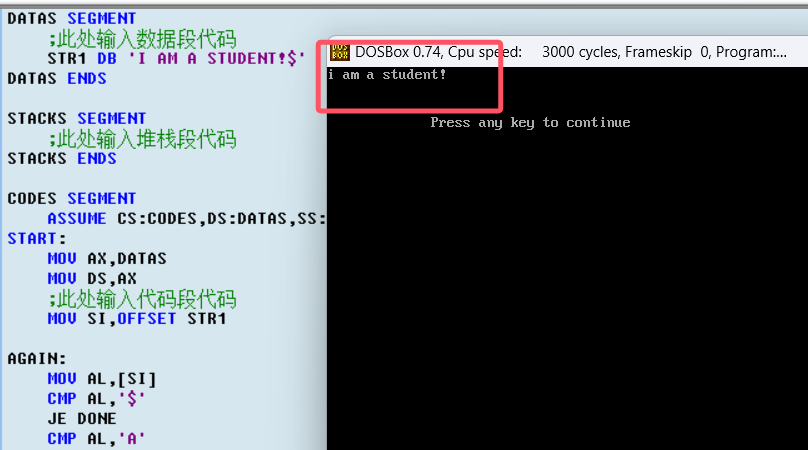 DATAS SEGMENT
;此处输入数据段代码
STR1 DB 'I AM A STUDENT!$'
DATAS ENDS
STACKS SEGMENT
;此处输入堆栈段代码
STACKS ENDS
CODES SEGMENT
ASSUME CS:CODES,DS:DATAS,SS:
START:
MOV AX,DATAS
MOV DS,AX
;此处输入代码段代码
MOV SI,OFFSET STR1
AGAIN:
MOV AL,[SI]
CMP AL,'$'
JE DONE
CMP AL,'A'
DOS BOX
DOSBox 0.74, Cpu speed: 3000 cycles, Frameskip 0, Program:...
i am a student!
Press any key to continue